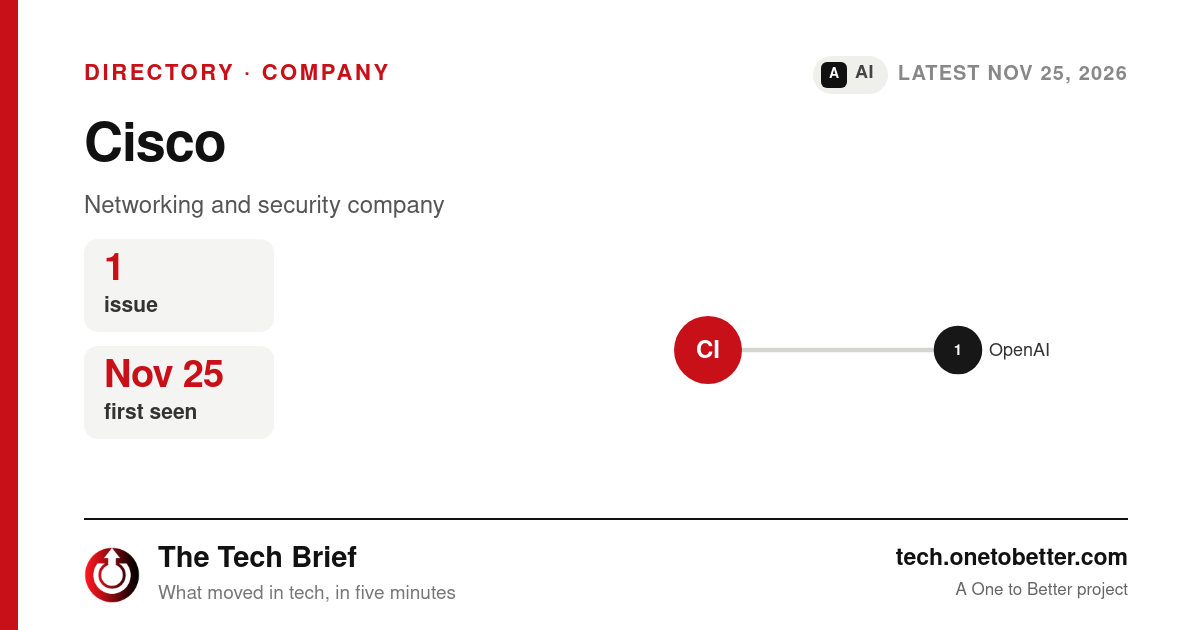 DIRECTORY · COMPANY
A AI LATEST NOV 25, 2026
Cisco
Networking and security company
1
issue
Nov 25
first seen
CI
1 OpenAI
The Tech Brief
What moved in tech, in five minutes
tech.onetobetter.com
A One to Better project